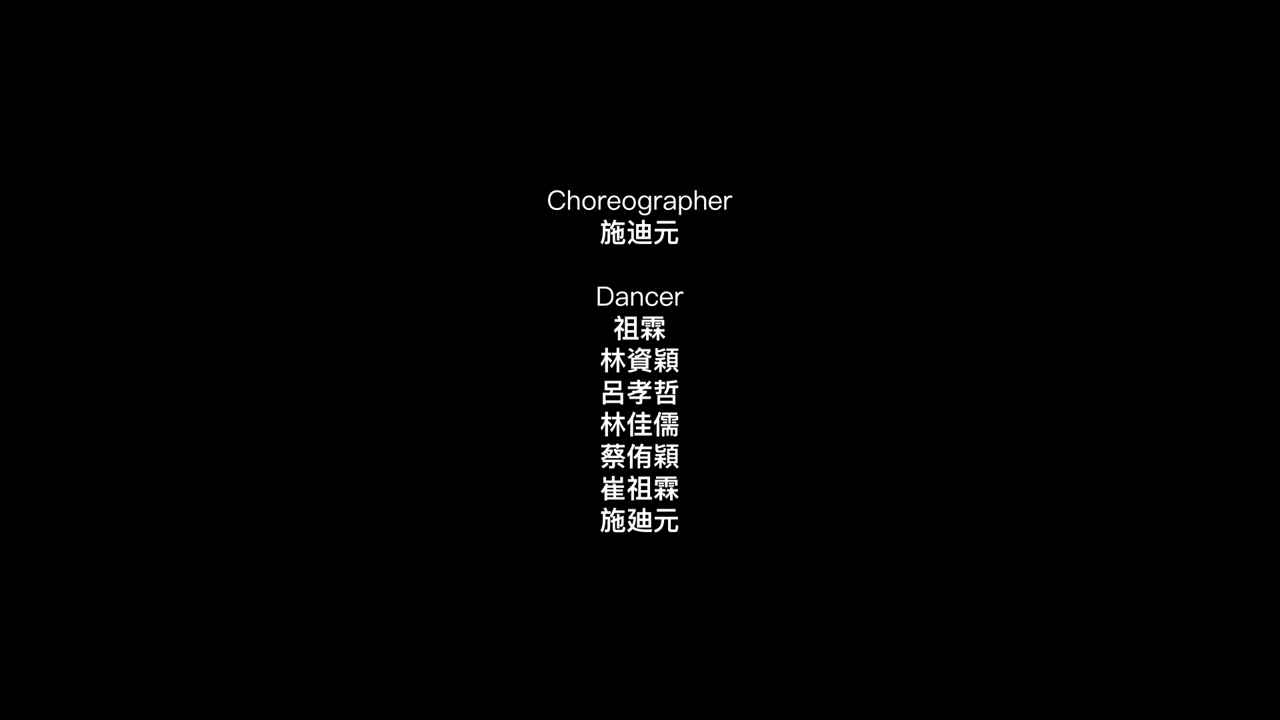 Choreographer
施迪元
Dancer
祖霖
林資穎
呂孝哲
林佳儒
蔡侑穎
崔祖霖
施廸元